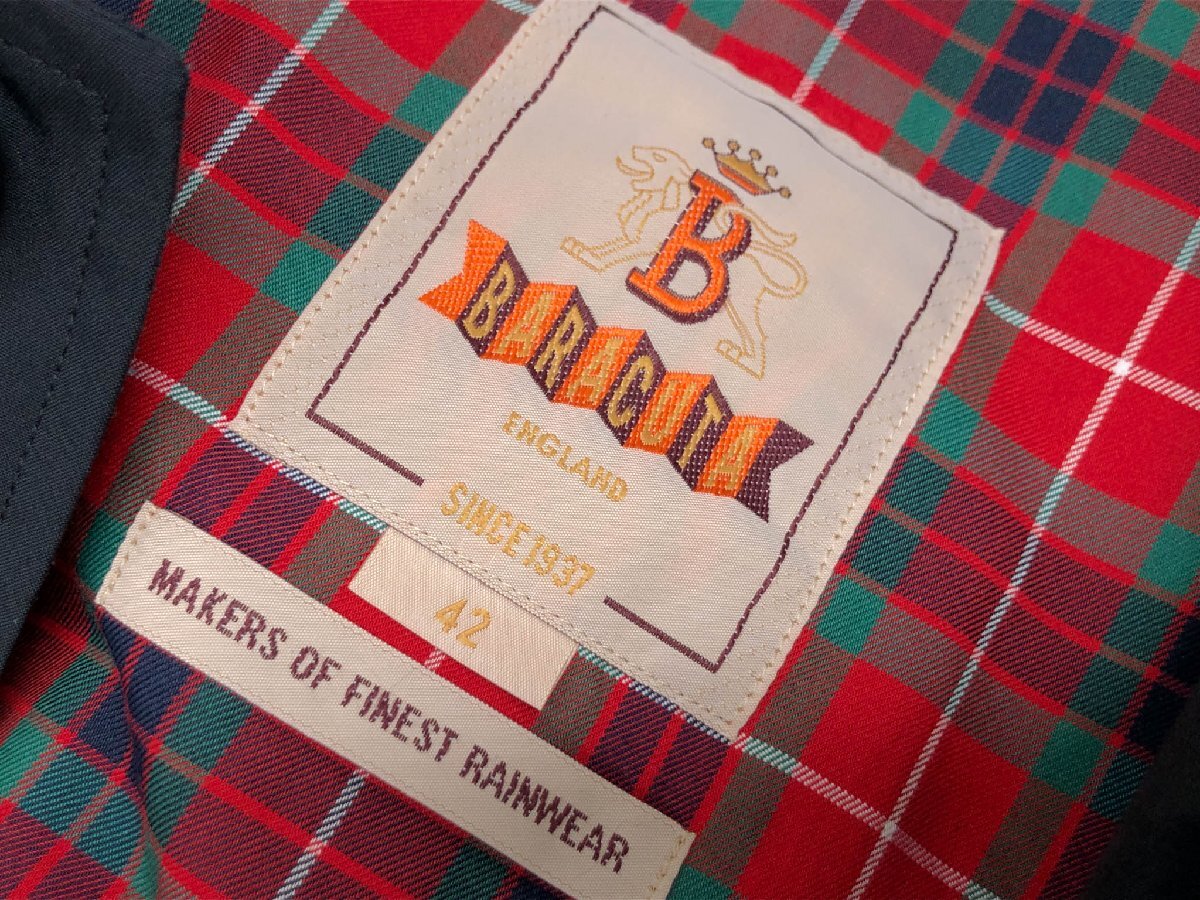 B
BARACUTA
ENGLAND
SINCE 1937
42
MAKERS OF FINEST RAINWEAR